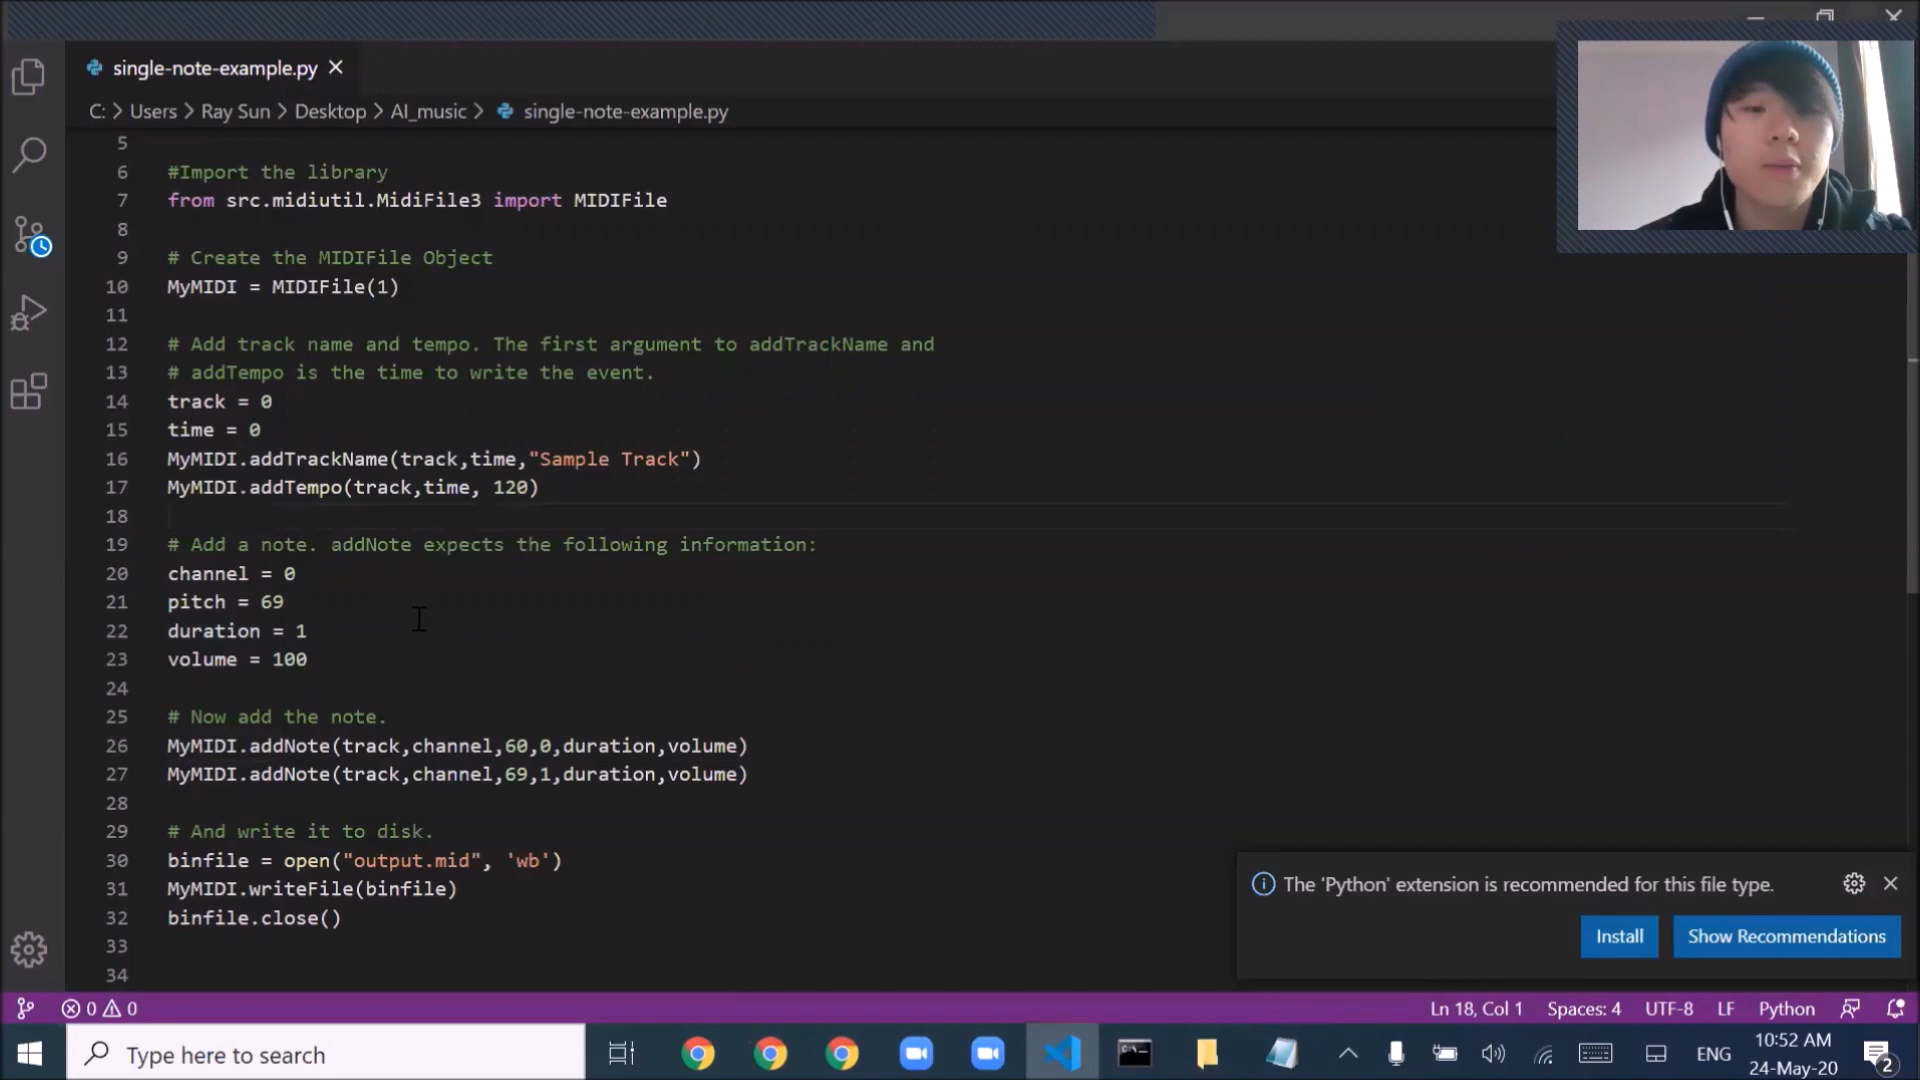 single-note-example.py
C: > Users > Ray Sun > Desktop > AI_music > single-note-example.py
5
6 #Import the library
7 from src.midiutil.MidiFile3 import MIDIFile
8
9 # Create the MIDIFile Object
10 MyMIDI = MIDIFile(1)
11
12 # Add track name and tempo. The first argument to addTrackName and
13 # addTempo is the time to write the event.
14 track = 0
15 time = 0
16 MyMIDI.addTrackName(track,time,"Sample Track")
17 MyMIDI.addTempo(track,time, 120)
18
19 # Add a note. addNote expects the following information:
20 channel = 0
21 pitch = 69
22 duration = 1
23 volume = 100
24
25 # Now add the note.
26 MyMIDI.addNote(track,channel,60,0,duration,volume)
27 MyMIDI.addNote(track,channel,69,1,duration,volume)
28
29 # And write it to disk.
30 binfile = open("output.mid", 'wb')
31 MyMIDI.writeFile(binfile)
32 binfile.close()
33
34
The 'Python' extension is recommended for this file type.
Install Show Recommendations
0 0 Ln 18, Col 1 Spaces: 4 UTF-8 LF Python
Type here to search ENG 10:52 AM
24-May-20 2